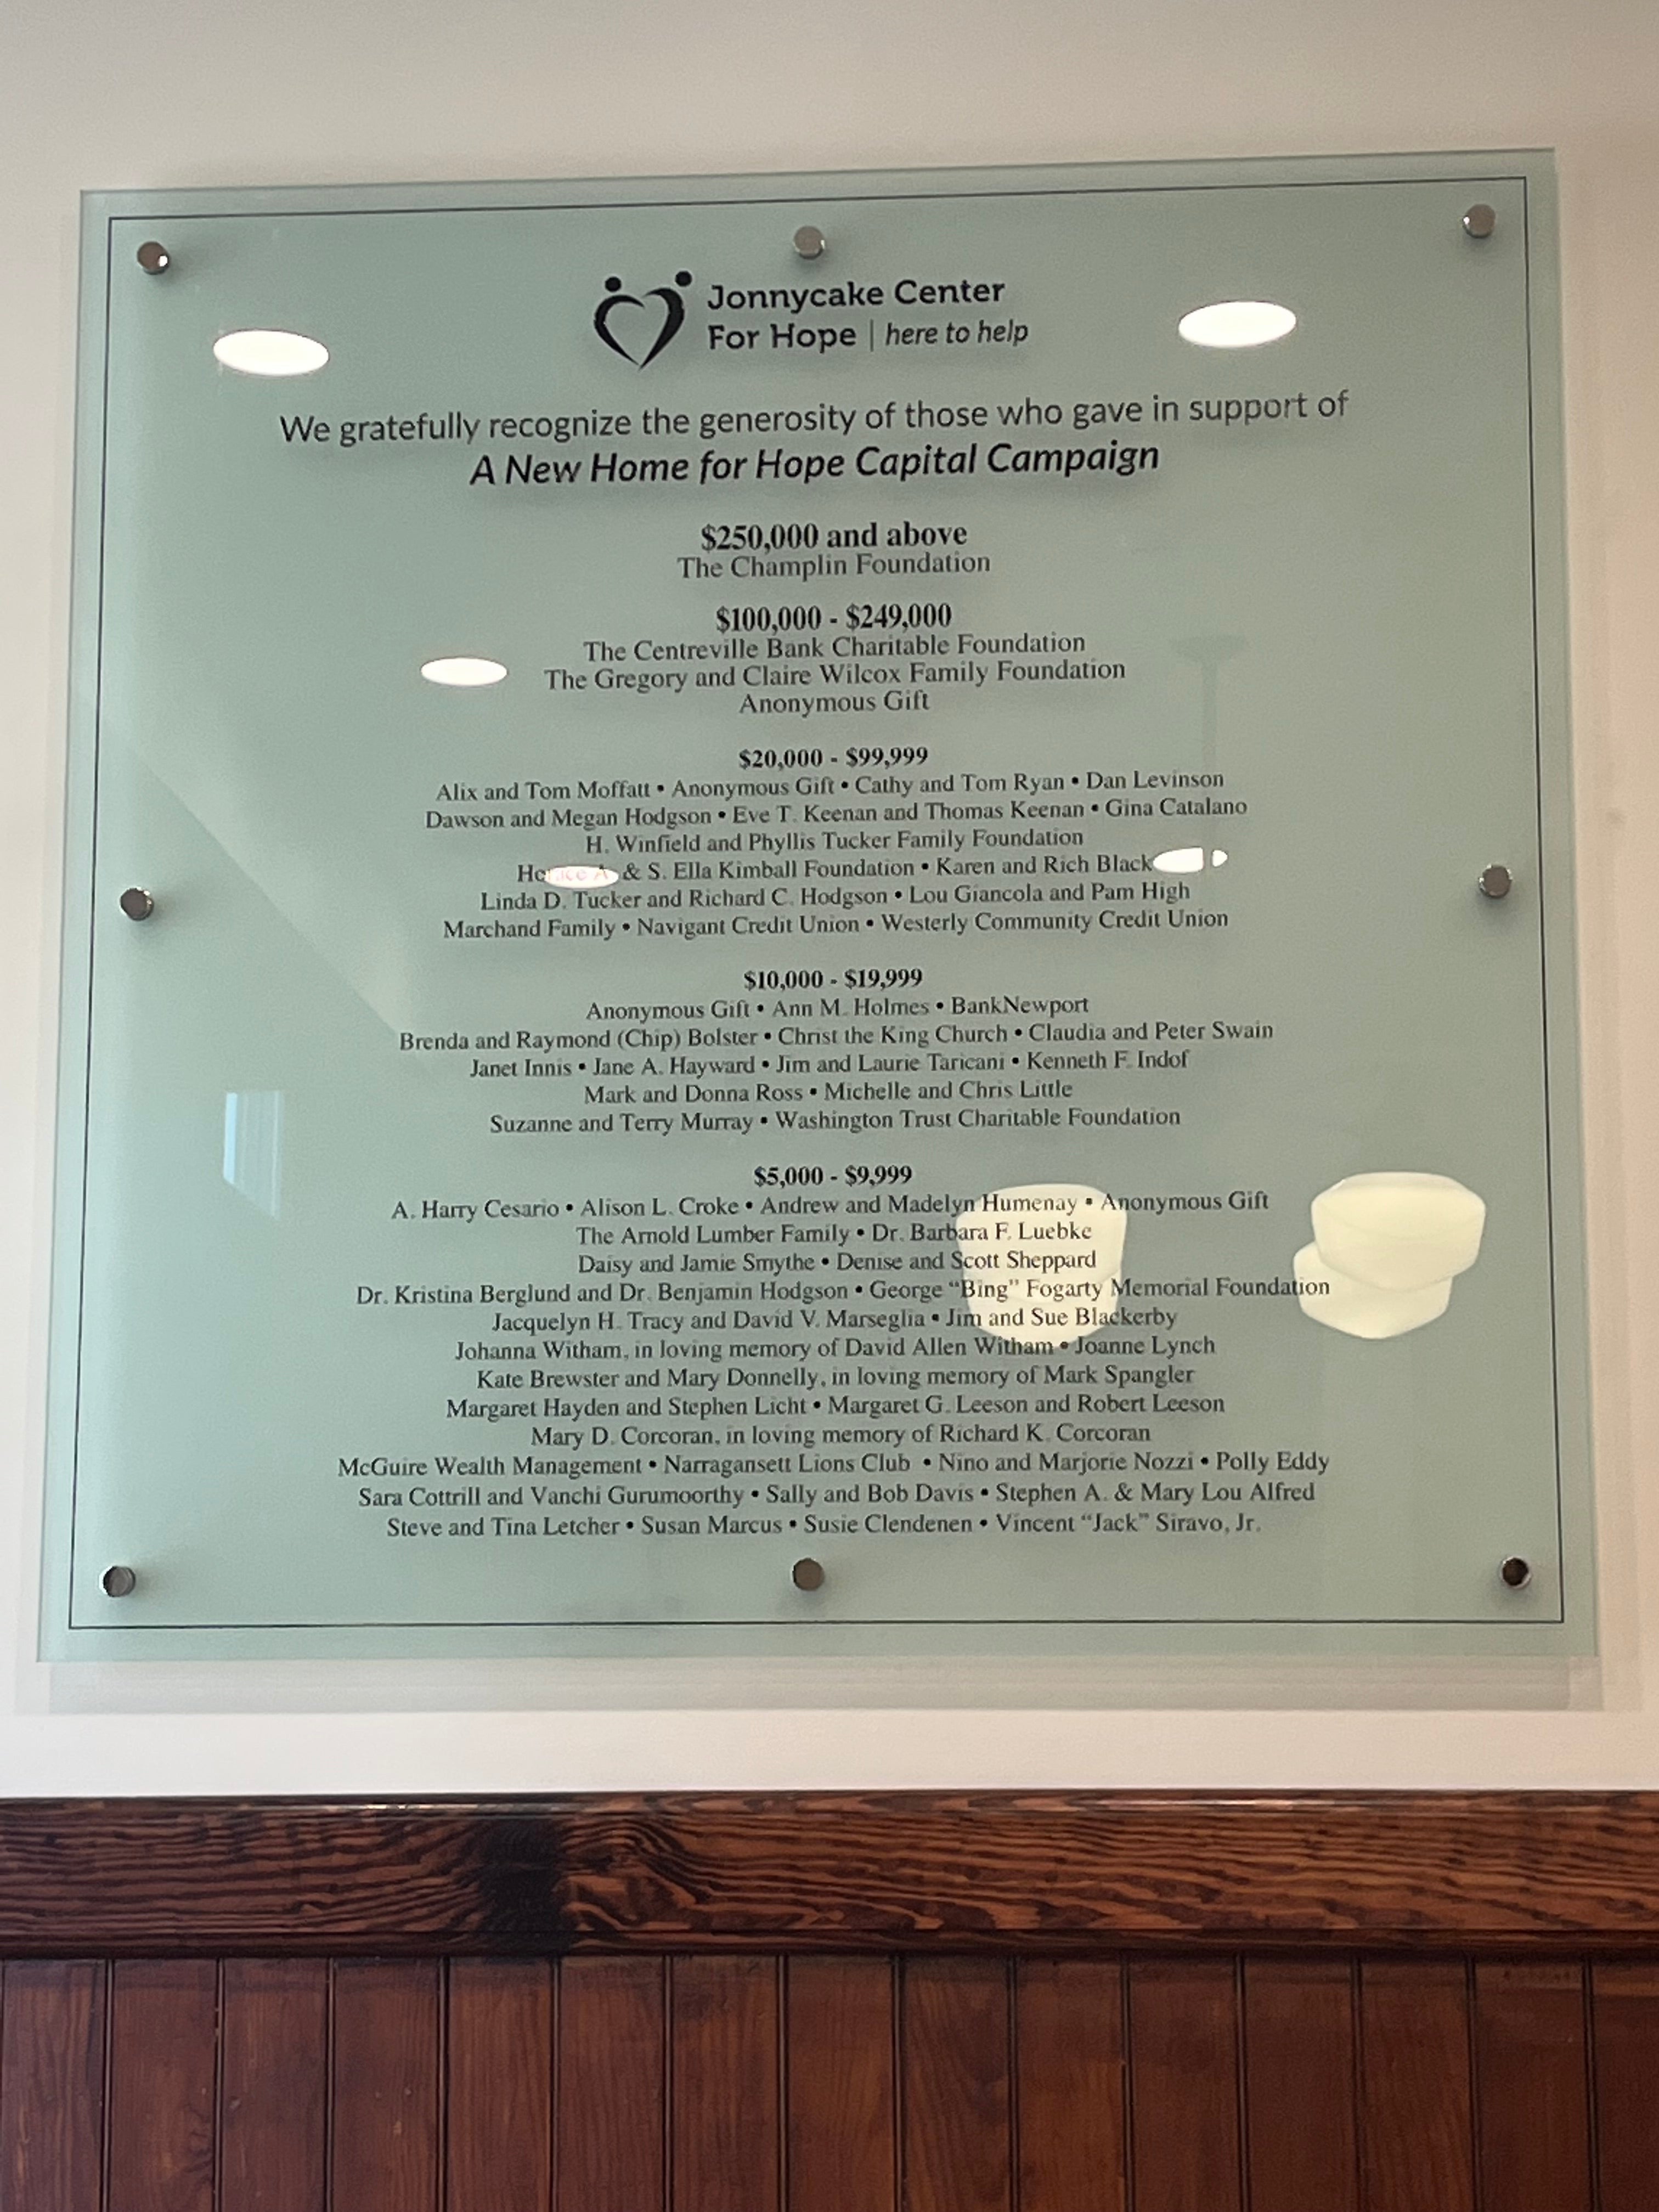 Jonnycake Center
For Hope | here to help
We gratefully recognize the generosity of those who gave in support of
A New Home for Hope Capital Campaign
$250,000 and above
The Champlin Foundation
$100,000 - $249,000
The Centreville Bank Charitable Foundation
The Gregory and Claire Wilcox Family Foundation
Anonymous Gift
$20,000 - $99,999
Alix and Tom Moffatt • Anonymous Gift • Cathy and Tom Ryan • Dan Levinson
Dawson and Megan Hodgson • Eve T. Keenan and Thomas Keenan • Gina Catalano
H. Winfield and Phyllis Tucker Family Foundation
Horace A. & S. Ella Kimball Foundation • Karen and Rich Black
Linda D. Tucker and Richard C. Hodgson • Lou Giancola and Pam High
Marchand Family • Navigant Credit Union • Westerly Community Credit Union
$10,000 - $19,999
Anonymous Gift • Ann M. Holmes • BankNewport
Brenda and Raymond (Chip) Bolster • Christ the King Church • Claudia and Peter Swain
Janet Innis • Jane A. Hayward • Jim and Laurie Taricani • Kenneth F. Indof
Mark and Donna Ross • Michelle and Chris Little
Suzanne and Terry Murray • Washington Trust Charitable Foundation
$5,000 - $9,999
A. Harry Cesario • Alison L. Croke • Andrew and Madelyn Humenay • Anonymous Gift
The Arnold Lumber Family • Dr. Barbara F. Luebke
Daisy and Jamie Smythe • Denise and Scott Sheppard
Dr. Kristina Berglund and Dr. Benjamin Hodgson • George “Bing” Fogarty Memorial Foundation
Jacquelyn H. Tracy and David V. Marseglia • Jim and Sue Blackerby
Johanna Witham, in loving memory of David Allen Witham • Joanne Lynch
Kate Brewster and Mary Donnelly, in loving memory of Mark Spangler
Margaret Hayden and Stephen Licht • Margaret G. Leeson and Robert Leeson
Mary D. Corcoran, in loving memory of Richard K. Corcoran
McGuire Wealth Management • Narragansett Lions Club • Nino and Marjorie Nozzi • Polly Eddy
Sara Cottrill and Vanchi Gurumoorthy • Sally and Bob Davis • Stephen A. & Mary Lou Alfred
Steve and Tina Letcher • Susan Marcus • Susie Clendenen • Vincent “Jack” Siravo, Jr.